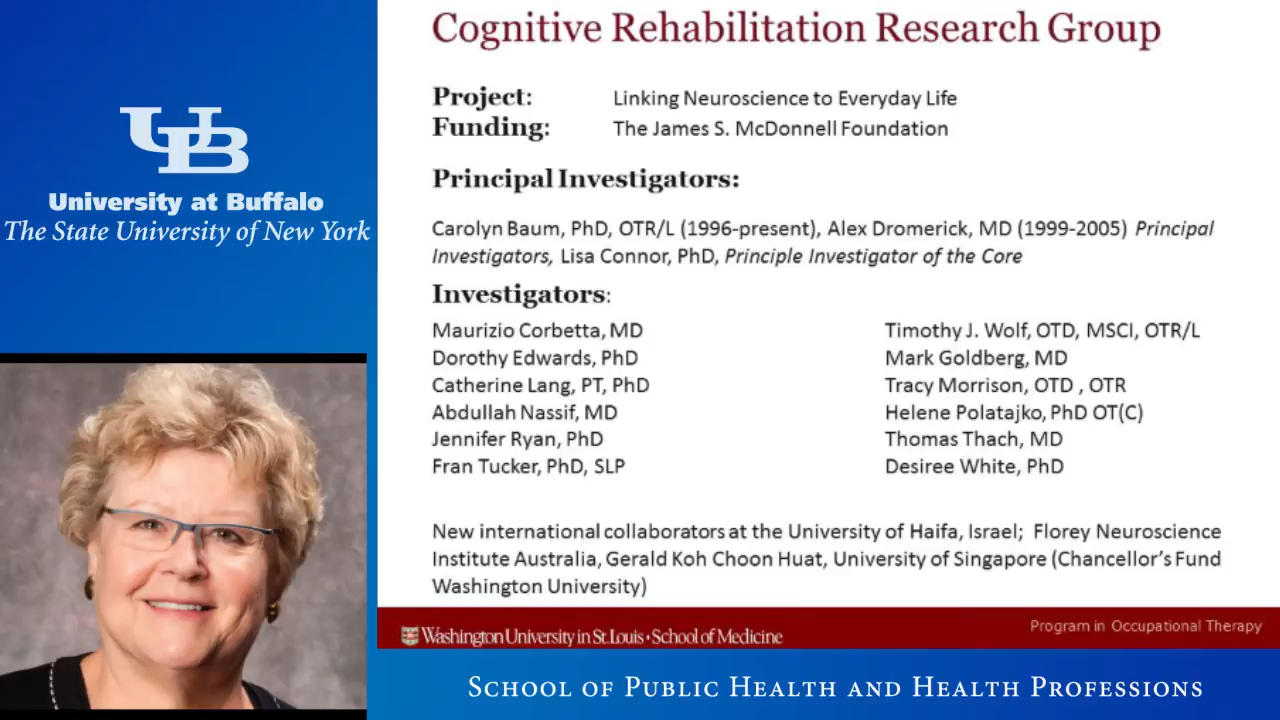 UB
University at Buffalo
The State University of New York
Cognitive Rehabilitation Research Group
Project: Linking Neuroscience to Everyday Life
Funding: The James S. McDonnell Foundation
Principal Investigators:
Carolyn Baum, PhD, OTR/L (1996-present), Alex Dromerick, MD (1999-2005) Principal
Investigators, Lisa Connor, PhD, Principle Investigator of the Core
Investigators:
Maurizio Corbetta, MD
Dorothy Edwards, PhD
Catherine Lang, PT, PhD
Abdullah Nassif, MD
Jennifer Ryan, PhD
Fran Tucker, PhD, SLP
Timothy J. Wolf, OTD, MSCI, OTR/L
Mark Goldberg, MD
Tracy Morrison, OTD , OTR
Helene Polatajko, PhD OT(C)
Thomas Thach, MD
Desiree White, PhD
New international collaborators at the University of Haifa, Israel; Florey Neuroscience
Institute Australia, Gerald Koh Choon Huat, University of Singapore (Chancellor's Fund
Washington University)
Washington University in St. Louis • School of Medicine
Program in Occupational Therapy
School of Public Health and Health Professions